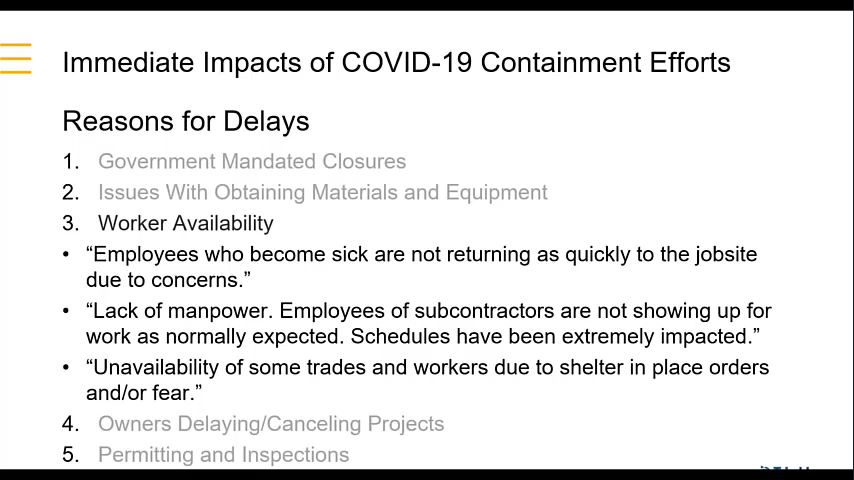 Immediate Impacts of COVID-19 Containment Efforts
Reasons for Delays
1. Government Mandated Closures
2. Issues With Obtaining Materials and Equipment
3. Worker Availability
• “Employees who become sick are not returning as quickly to the jobsite
due to concerns.”
• “Lack of manpower. Employees of subcontractors are not showing up for
work as normally expected. Schedules have been extremely impacted.”
• “Unavailability of some trades and workers due to shelter in place orders
and/or fear.”
4. Owners Delaying/Canceling Projects
5. Permitting and Inspections